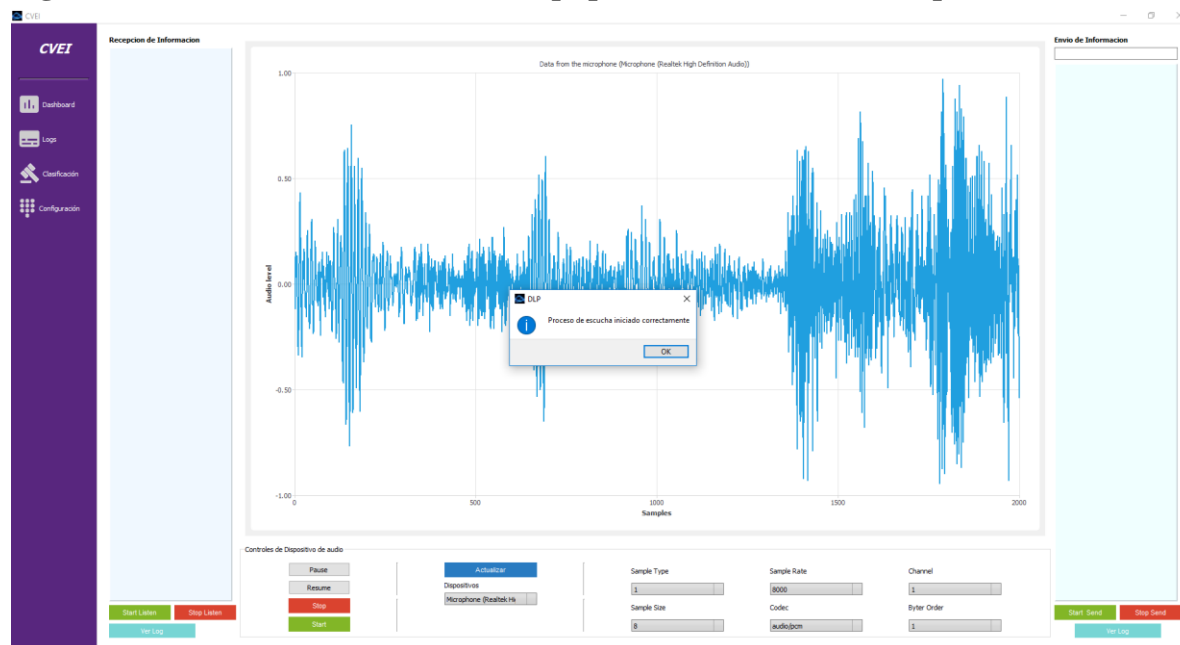 CVEI
CVEI
Dashboard
Logs
Clasificación
Configuración
Recepcion de Informacion
Start Listen
Stop Listen
Ver Log
Data from the microphone (Microphone (Realtek High Definition Audio))
1.00
0.50
0.00
-0.50
-1.00
Audio level
0
500
1000
1500
2000
Samples
DLP
Proceso de escucha iniciado correctamente
OK
Controles de Dispositivo de audio
Pause
Resume
Stop
Start
Actualizar
Dispositivos
Microphone (Realtek Hi
Sample Type
1
Sample Size
8
Sample Rate
8000
Codec
audio/pcm
Channel
1
Byter Order
1
Envio de Informacion
Start Send
Stop Send
Ver Log